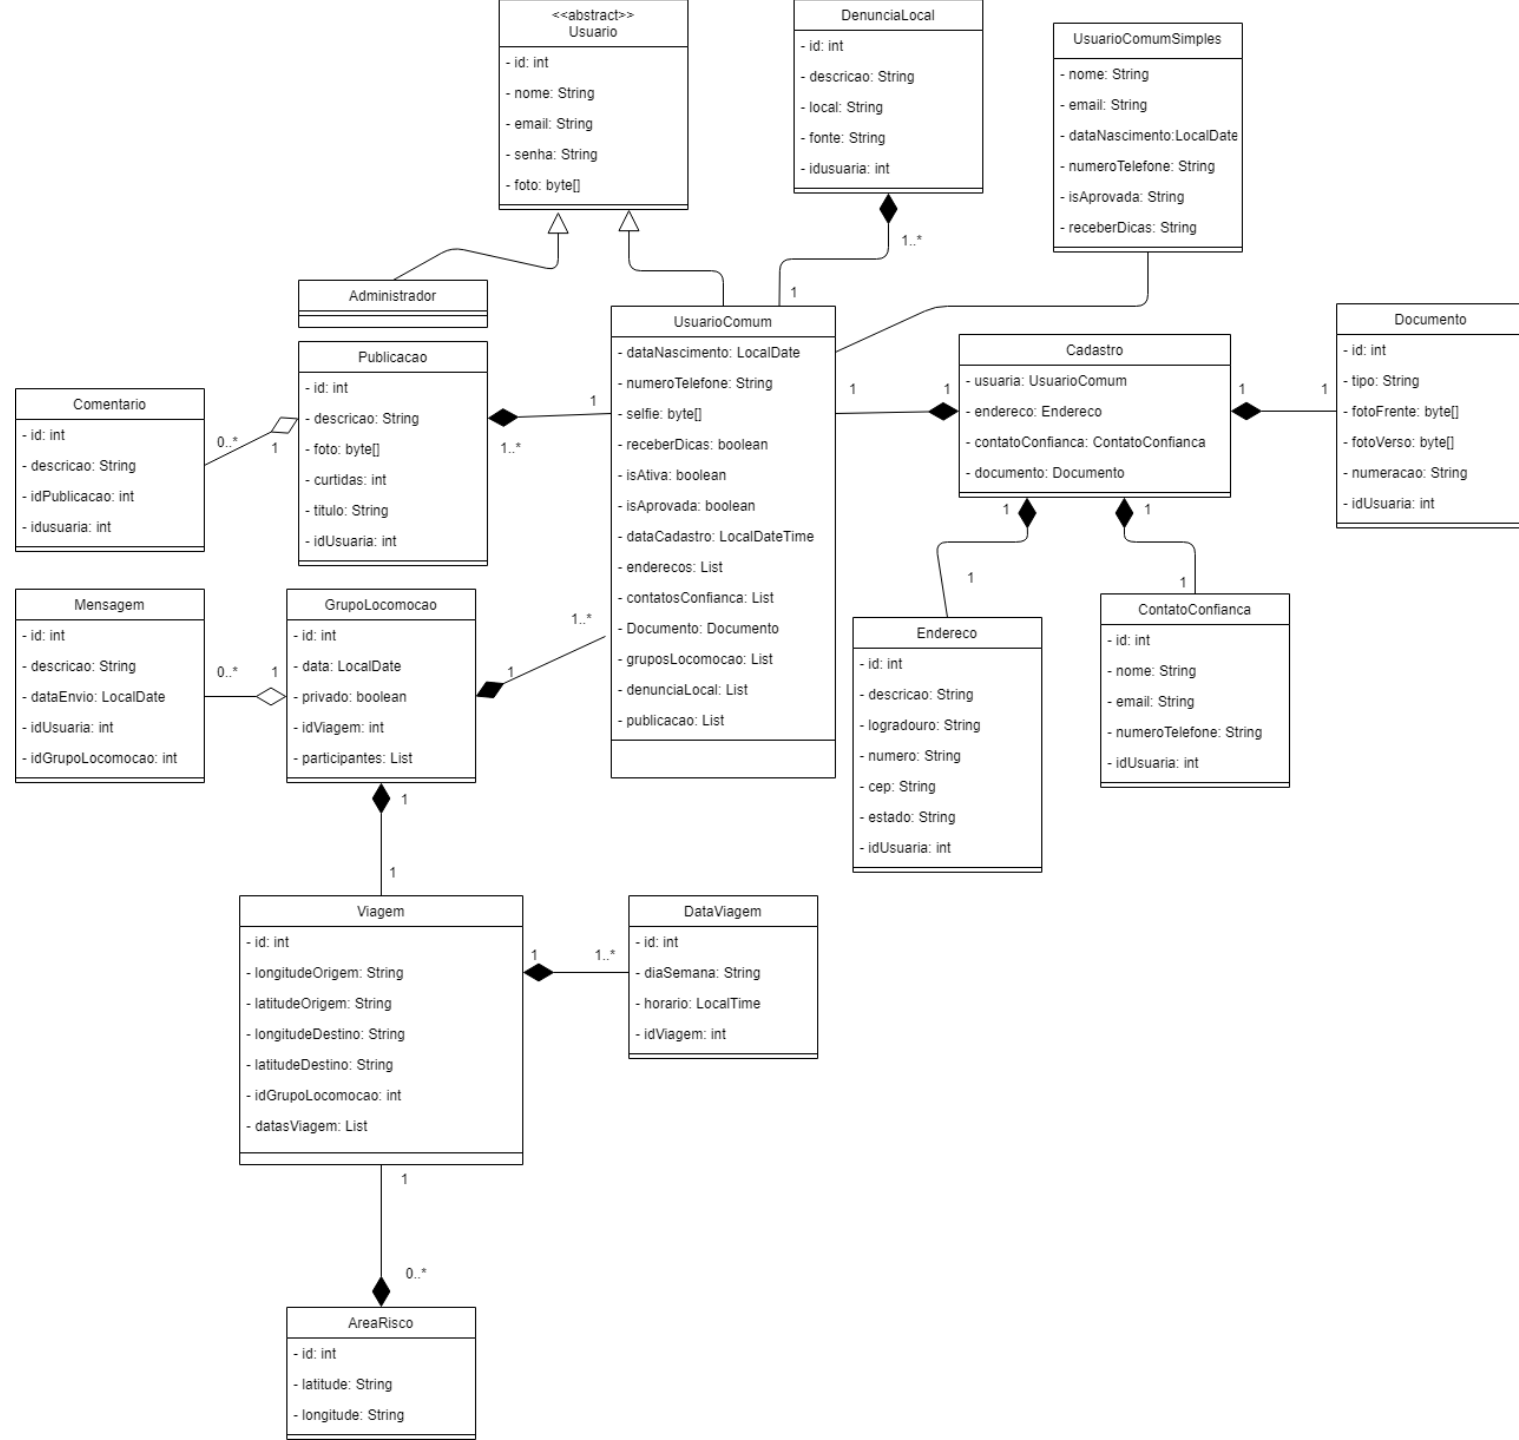 <<abstract>>
Usuario
- id: int
- nome: String
- email: String
- senha: String
- foto: byte[]
DenunciaLocal
- id: int
- descricao: String
- local: String
- fonte: String
- idusuaria: int
1..*
1
UsuarioComumSimples
- nome: String
- email: String
- dataNascimento:LocalDate
- numeroTelefone: String
- isAprovada: String
- receberDicas: String
Administrador
Publicacao
- id: int
- descricao: String
- foto: byte[]
- curtidas: int
- titulo: String
- idUsuaria: int
1
1..*
Comentario
- id: int
- descricao: String
- idPublicacao: int
- idusuaria: int
0..*
1
UsuarioComum
- dataNascimento: LocalDate
- numeroTelefone: String
- selfie: byte[]
- receberDicas: boolean
- isAtiva: boolean
- isAprovada: boolean
- dataCadastro: LocalDateTime
- enderecos: List
- contatosConfianca: List
- Documento: Documento
- gruposLocomocao: List
- denunciaLocal: List
- publicacao: List
1
1
Cadastro
- usuaria: UsuarioComum
- endereco: Endereco
- contatoConfianca: ContatoConfianca
- documento: Documento
1
1
Documento
- id: int
- tipo: String
- fotoFrente: byte[]
- fotoVerso: byte[]
- numeracao: String
- idUsuaria: int
1
1
1
1
Endereco
- id: int
- descricao: String
- logradouro: String
- numero: String
- cep: String
- estado: String
- idUsuaria: int
ContatoConfianca
- id: int
- nome: String
- email: String
- numeroTelefone: String
- idUsuaria: int
Mensagem
- id: int
- descricao: String
- dataEnvio: LocalDate
- idUsuaria: int
- idGrupoLocomocao: int
0..*
1
GrupoLocomocao
- id: int
- data: LocalDate
- privado: boolean
- idViagem: int
- participantes: List
1..*
1
1
1
Viagem
- id: int
- longitudeOrigem: String
- latitudeOrigem: String
- longitudeDestino: String
- latitudeDestino: String
- idGrupoLocomocao: int
- datasViagem: List
1
1..*
DataViagem
- id: int
- diaSemana: String
- horario: LocalTime
- idViagem: int
1
0..*
AreaRisco
- id: int
- latitude: String
- longitude: String